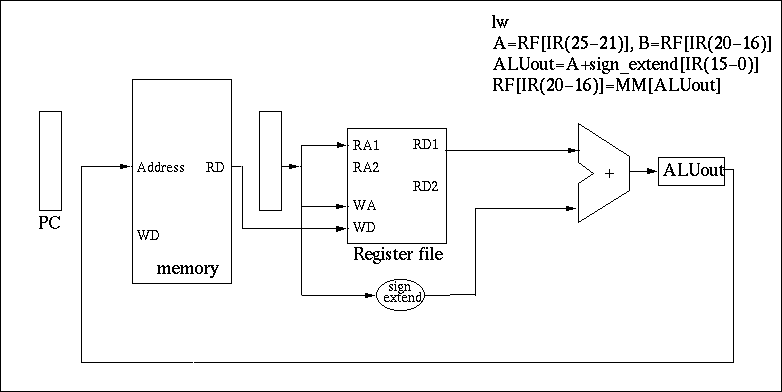 lw
A=RF[IR(25-21)], B=RF[IR(20-16)]
ALUout=A+sign_extend[IR(15-0)]
RF[IR(20-16)]=MM[ALUout]
PC
Address
RD
WD
memory
RA1
RD1
RA2
RD2
WA
WD
Register file
sign
extend
+
ALUout